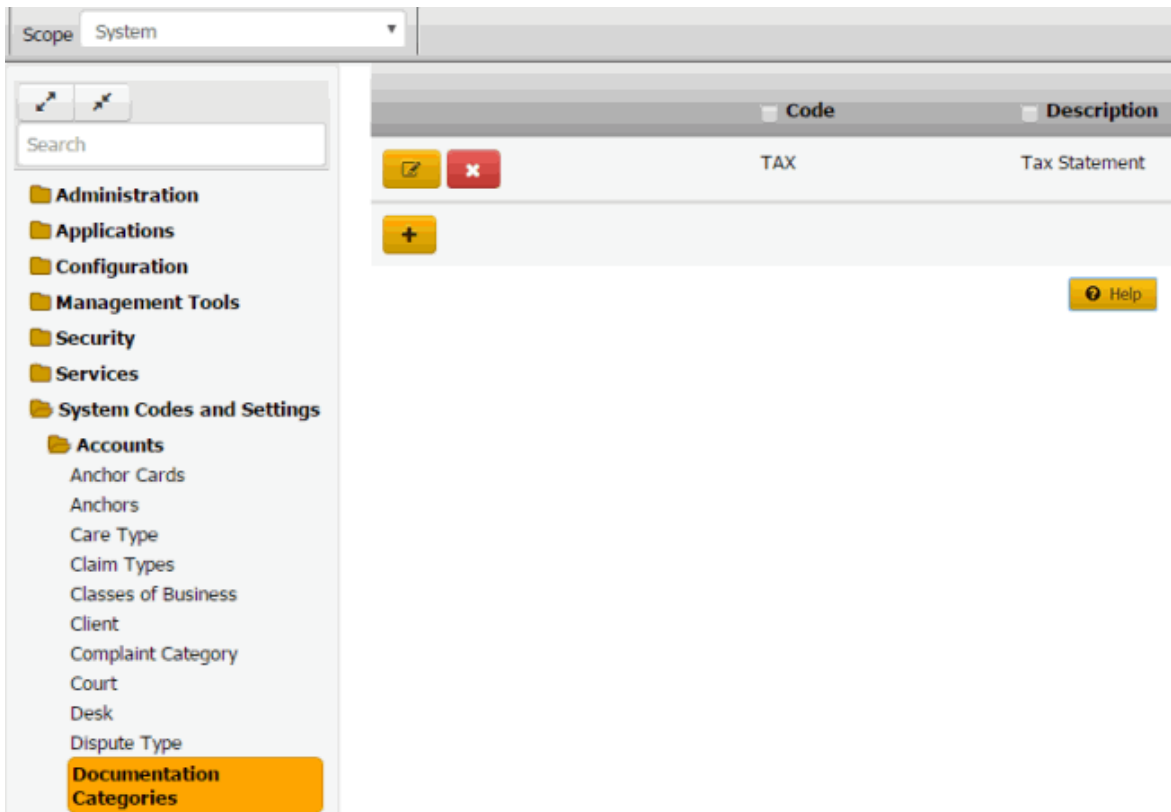 Scope System
Code Description
Search
TAX Tax Statement
Administration
Applications
Configuration
Help
Management Tools
Security
Services
System Codes and Settings
Accounts
Anchor Cards
Anchors
Care Type
Claim Types
Classes of Business
Client
Complaint Category
Court
Desk
Dispute Type
Documentation
Categories